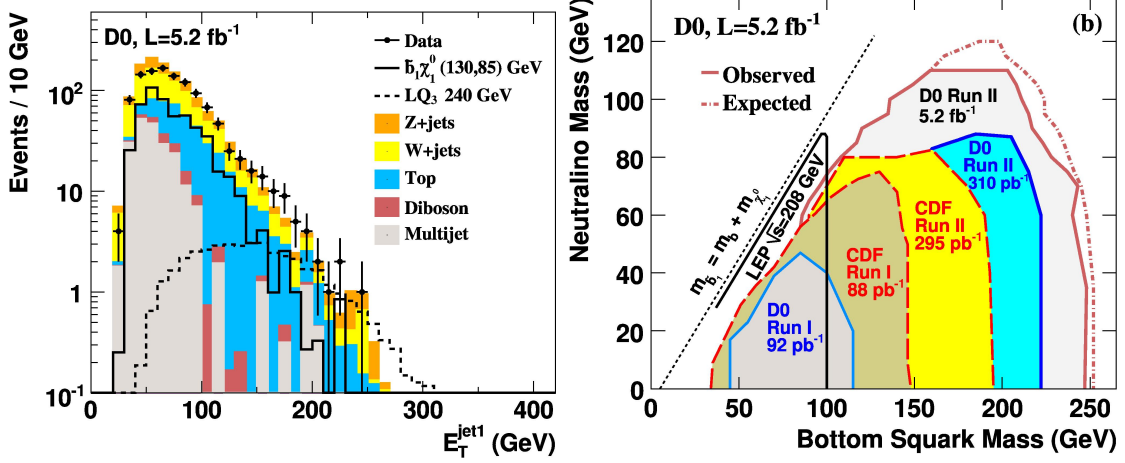 D0, L=5.2 fb⁻¹
Data
b̃₁χ̃₁⁰ (130,85) GeV
LQ₃ 240 GeV
Z+jets
W+jets
Top
Diboson
Multijet
Events / 10 GeV
10²
10
1
10⁻¹
0
100
200
300
400
E_T^jet1 (GeV)
D0, L=5.2 fb⁻¹
(b)
Observed
Expected
D0 Run II
5.2 fb⁻¹
D0
Run II
310 pb⁻¹
CDF
Run II
295 pb⁻¹
CDF
Run I
88 pb⁻¹
D0
Run I
92 pb⁻¹
LEP √s=208 GeV
m_b̃₁ = m_b + m_χ̃₁⁰
Neutralino Mass (GeV)
120
100
80
60
40
20
0
0
50
100
150
200
250
Bottom Squark Mass (GeV)